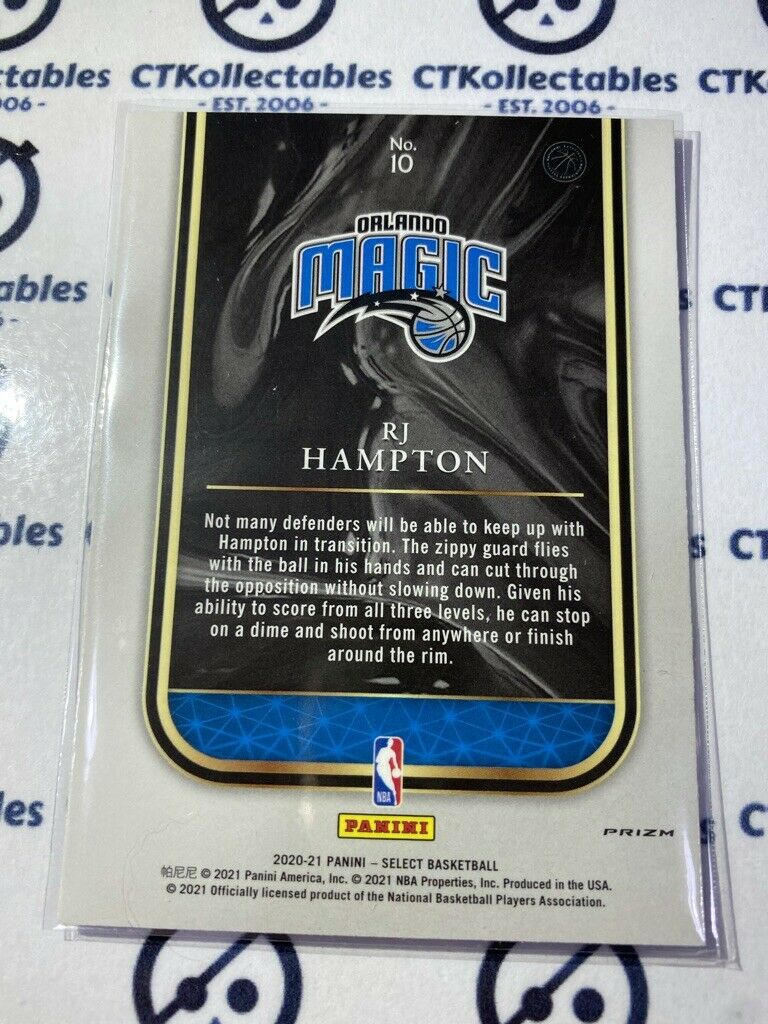 CTKollectables CTKollectables
06 - - EST. 2006 - - EST. 2006 -
No.
10
ORLANDO
MAGIC
RJ
HAMPTON
Not many defenders will be able to keep up with
Hampton in transition. The zippy guard flies
with the ball in his hands and can cut through
the opposition without slowing down. Given his
ability to score from all three levels, he can stop
on a dime and shoot from anywhere or finish
around the rim.
NBA
PANINI
PRIZM
2020-21 PANINI – SELECT BASKETBALL
帕尼尼 © 2021 Panini America, Inc. © 2021 NBA Properties, Inc. Produced in the USA.
© 2021 Officially licensed product of the National Basketball Players Association.